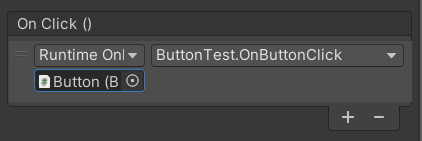 On Click ()
Runtime Onl ButtonTest.OnButtonClick
Button (B
+ −